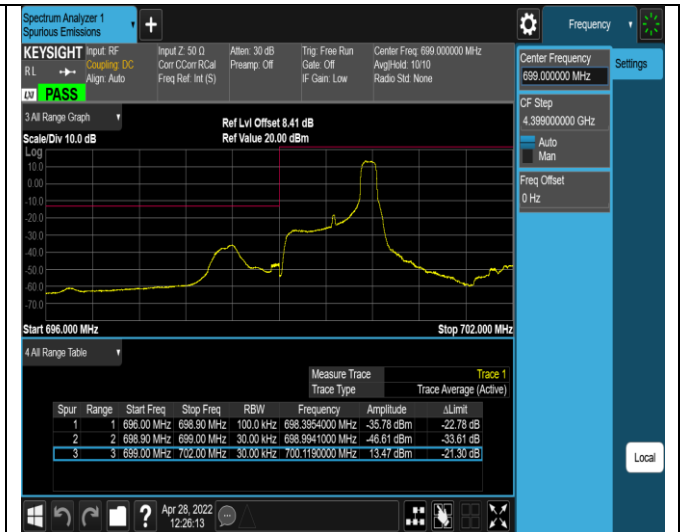 Spectrum Analyzer 1
Spurious Emissions
Frequency
KEYSIGHT
R L
LXI PASS
Input: RF
Coupling: DC
Align: Auto
Input Z: 50 Ω
Corr CCorr RCal
Freq Ref: Int (S)
Atten: 30 dB
Preamp: Off
Trig: Free Run
Gate: Off
IF Gain: Low
Center Freq: 699.000000 MHz
Avg|Hold: 10/10
Radio Std: None
Center Frequency
699.000000 MHz
Settings
CF Step
4.399000000 GHz
Auto
Man
Freq Offset
0 Hz
Local
3 All Range Graph
Scale/Div 10.0 dB
Ref Lvl Offset 8.41 dB
Ref Value 20.00 dBm
Log
10.0
0.00
-10.0
-20.0
-30.0
-40.0
-50.0
-60.0
-70.0
Start 696.000 MHz
Stop 702.000 MHz
4 All Range Table
Measure Trace Trace 1
Trace Type Trace Average (Active)
Spur Range Start Freq Stop Freq RBW Frequency Amplitude ΔLimit
1 1 696.00 MHz 698.90 MHz 100.0 kHz 698.3954000 MHz -35.78 dBm -22.78 dB
2 2 698.90 MHz 699.00 MHz 30.00 kHz 698.9941000 MHz -46.61 dBm -33.61 dB
3 3 699.00 MHz 702.00 MHz 30.00 kHz 700.1190000 MHz 13.47 dBm -21.30 dB
?
Apr 28, 2022
12:26:13